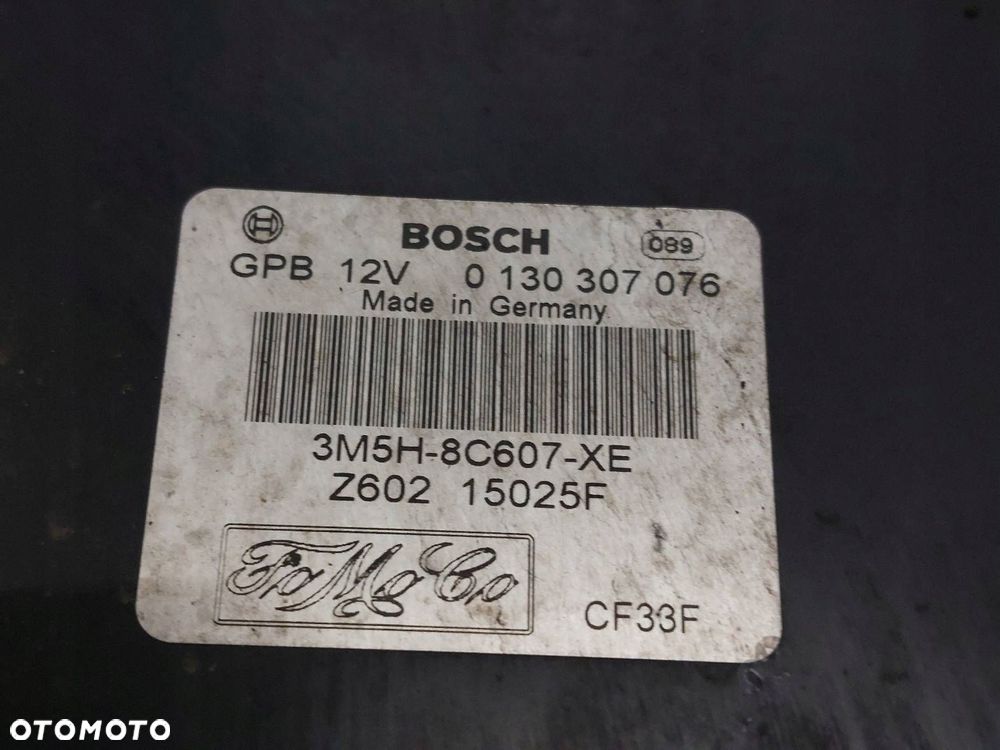 BOSCH 089
GPB 12V 0 130 307 076
Made in Germany
3M5H-8C607-XE
Z602 15025F
FoMoCo
CF33F
OTOMOTO